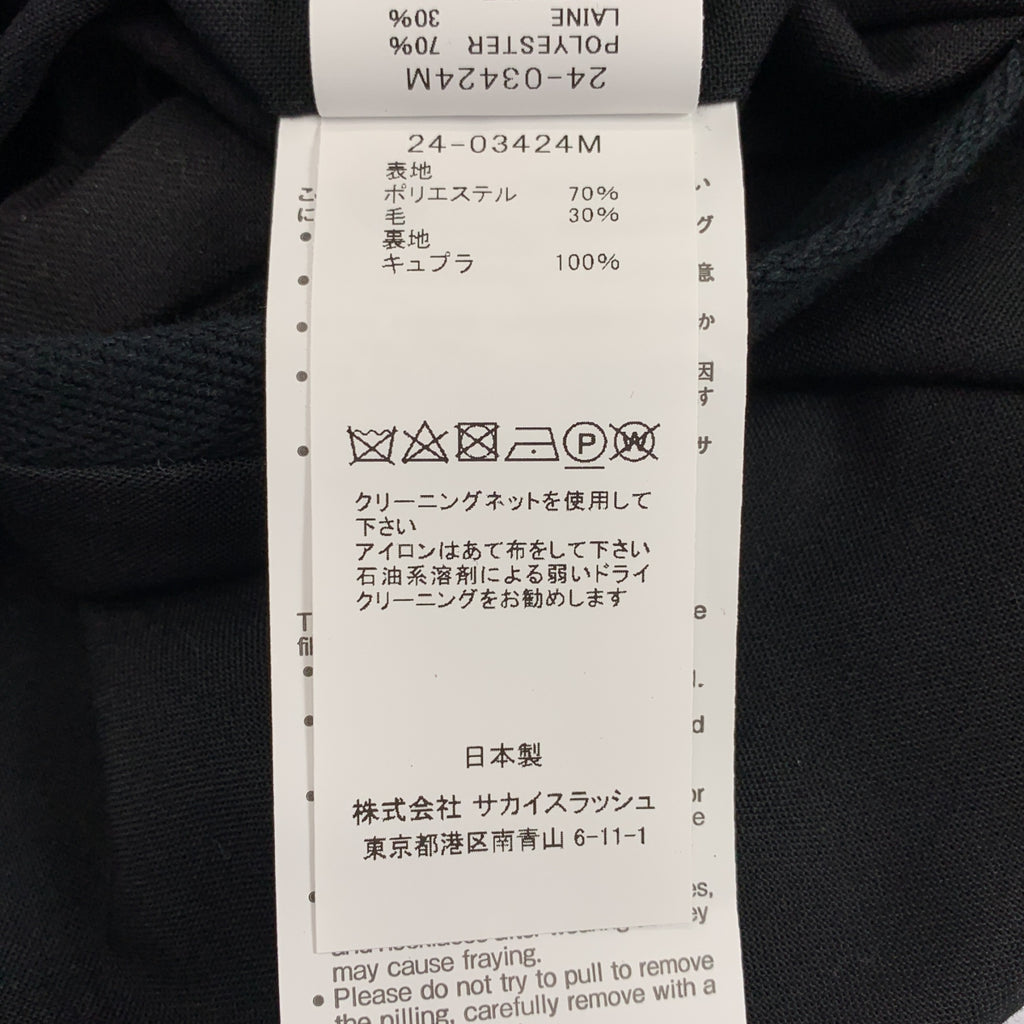 LAINE 30%
POLYESTER 70%
24-03424M
24-03424M
表地
ポリエステル 70%
毛 30%
裏地
キュプラ 100%
P
W
クリーニングネットを使用して
下さい
アイロンはあて布をして下さい
石油系溶剤による弱いドライ
クリーニングをお勧めします
日本製
株式会社 サカイスラッシュ
東京都港区南青山 6-11-1
may cause fraying.
● Please do not try to pull to remove
the pilling, carefully remove with a